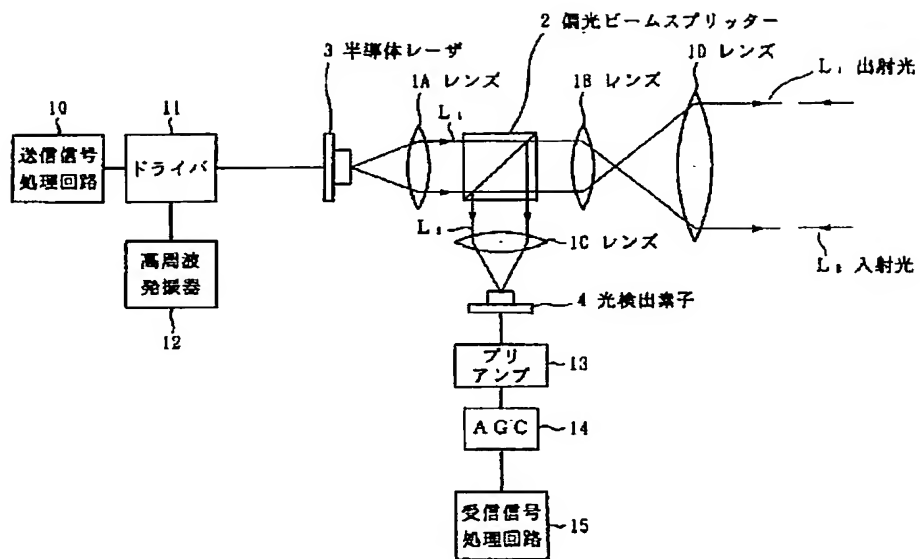 2 偏光ビームスプリッター
3 半導体レーザ
1D レンズ
1A レンズ
1B レンズ
L₁ 出射光
10
11
L₁
送信信号
処理回路
ドライバ
L₂
1C レンズ
L₂ 入射光
高周波
発振器
4 光検出素子
12
プリ
アンプ
13
AGC
14
受信信号
処理回路
15